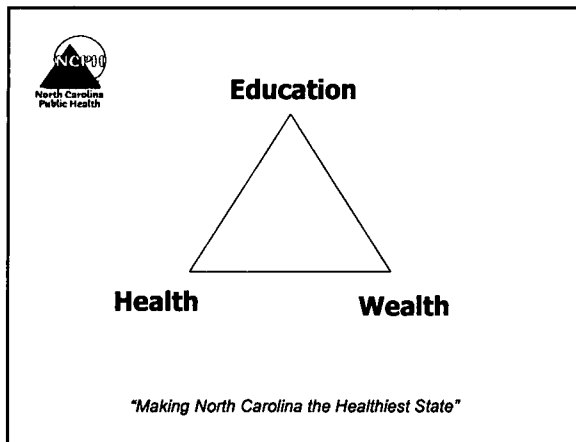 NCPH
North Carolina
Public Health
Education
Health
Wealth
"Making North Carolina the Healthiest State"